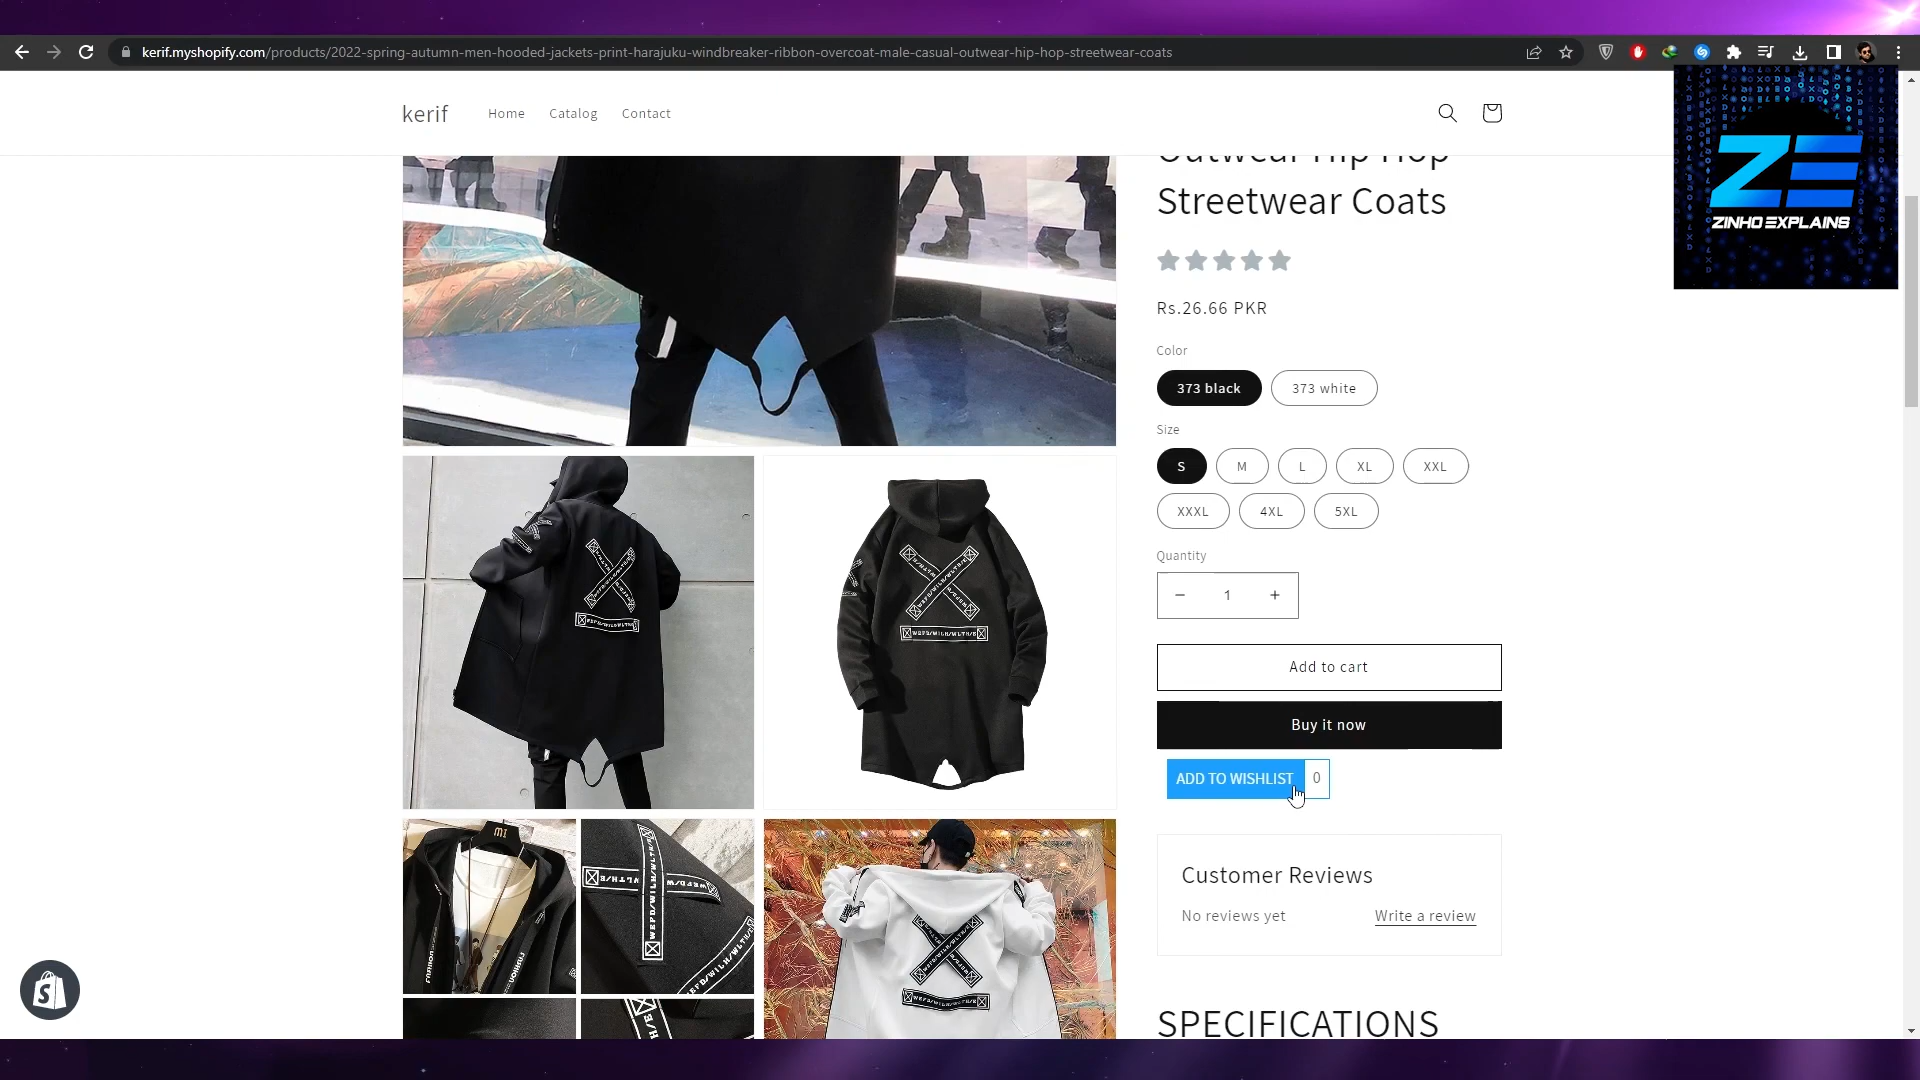 kerif.myshopify.com/products/2022-spring-autumn-men-hooded-jackets-print-harajuku-windbreaker-ribbon-overcoat-male-casual-outwear-hip-hop-streetwear-coats
kerif
Home
Catalog
Contact
ZE
ZINHO EXPLAINS
Outwear Hip Hop
Streetwear Coats
Rs.26.66 PKR
Color
373 black
373 white
Size
S
M
L
XL
XXL
XXXL
4XL
5XL
Quantity
1
Add to cart
Buy it now
ADD TO WISHLIST
0
Customer Reviews
No reviews yet
Write a review
SPECIFICATIONS